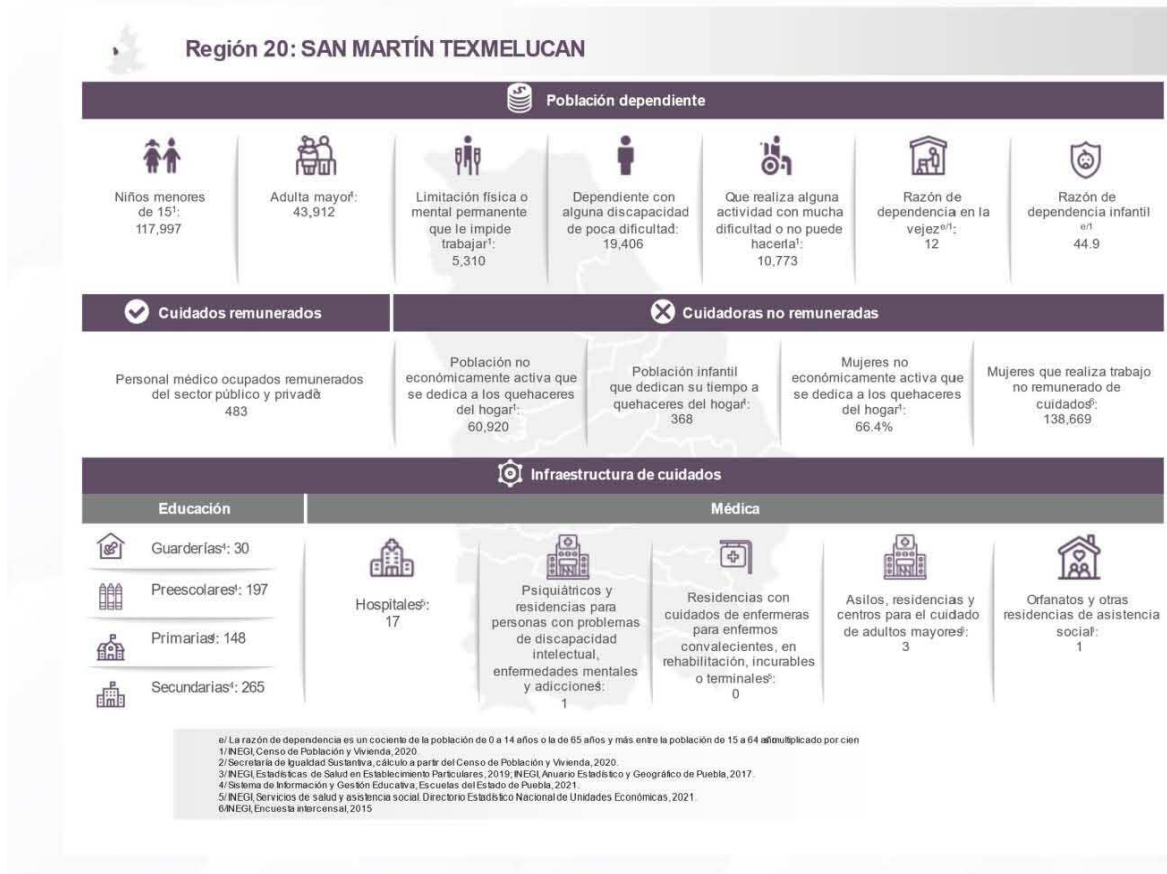 Región 20: SAN MARTÍN TEXMELUCAN
Población dependiente
Niños menores
de 15¹:
117,997
Adulta mayor¹:
43,912
Limitación física o
mental permanente
que le impide
trabajar¹:
5,310
Dependiente con
alguna discapacidad
de poca dificultad:
19,406
Que realiza alguna
actividad con mucha
dificultad o no puede
hacerla¹:
10,773
Razón de
dependencia en la
vejez e/1:
12
Razón de
dependencia infantil
e/1
44.9
Cuidados remunerados
Cuidadoras no remuneradas
Personal médico ocupados remunerados
del sector público y privado:
483
Población no
económicamente activa que
se dedica a los quehaceres
del hogar¹:
60,920
Población infantil
que dedican su tiempo a
quehaceres del hogar¹:
368
Mujeres no
económicamente activa que
se dedica a los quehaceres
del hogar¹:
66.4%
Mujeres que realiza trabajo
no remunerado de
cuidados⁶:
138,669
Infraestructura de cuidados
Educación
Médica
Guarderías⁴: 30
Preescolares⁴: 197
Primarias⁴: 148
Secundarias⁴: 265
Hospitales⁵:
17
Psiquiátricos y
residencias para
personas con problemas
de discapacidad
intelectual,
enfermedades mentales
y adicciones⁵:
1
Residencias con
cuidados de enfermeras
para enfermos
convalecientes, en
rehabilitación, incurables
o terminales⁵:
0
Asilos, residencias y
centros para el cuidado
de adultos mayores⁵:
3
Orfanatos y otras
residencias de asistencia
social⁵:
1
e/ La razón de dependencia es un cociente de la población de 0 a 14 años o la de 65 años y más entre la población de 15 a 64 años multiplicado por cien
1/ INEGI, Censo de Población y Vivienda, 2020.
2/ Secretaría de Igualdad Sustantiva, cálculo a partir del Censo de Población y Vivienda, 2020.
3/ INEGI, Estadísticas de Salud en Establecimiento Particulares, 2019; INEGI, Anuario Estadístico y Geográfico de Puebla, 2017.
4/ Sistema de Información y Gestión Educativa, Escuelas del Estado de Puebla, 2021.
5/ INEGI, Servicios de salud y asistencia social. Directorio Estadístico Nacional de Unidades Económicas, 2021.
6/INEGI, Encuesta intercensal, 2015